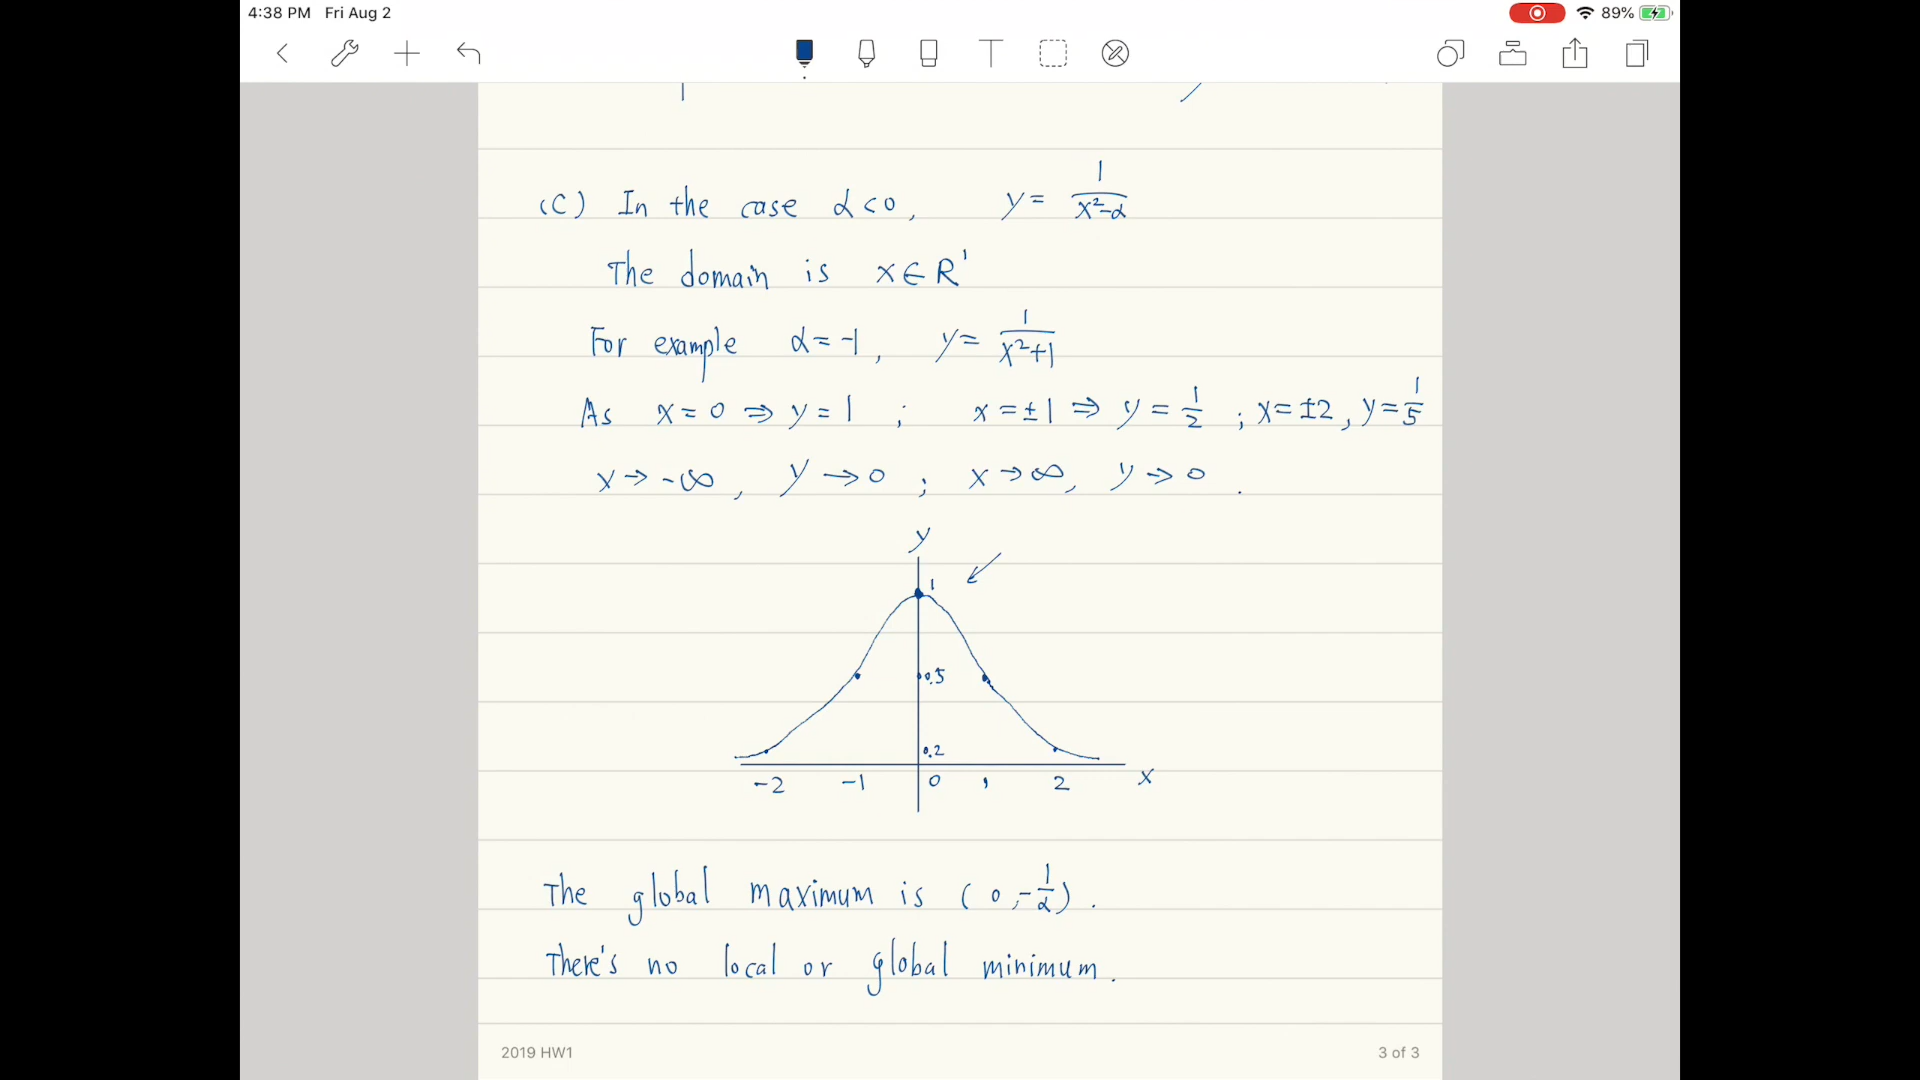 4:38 PM Fri Aug 2 89%
(C) In the case α<0, y = 1/(x²-α)
The domain is x∈R¹
For example α=-1, y= 1/(x²+1)
As x=0 ⇒ y=1 ; x=±1 ⇒ y=1/2 ; x=±2, y=1/5
x→-∞, y→0 ; x→∞, y→0 .
y
1
0.5
0.2
-2 -1 0 1 2 x
The global maximum is (0,-1/α).
There's no local or global minimum.
2019 HW1 3 of 3